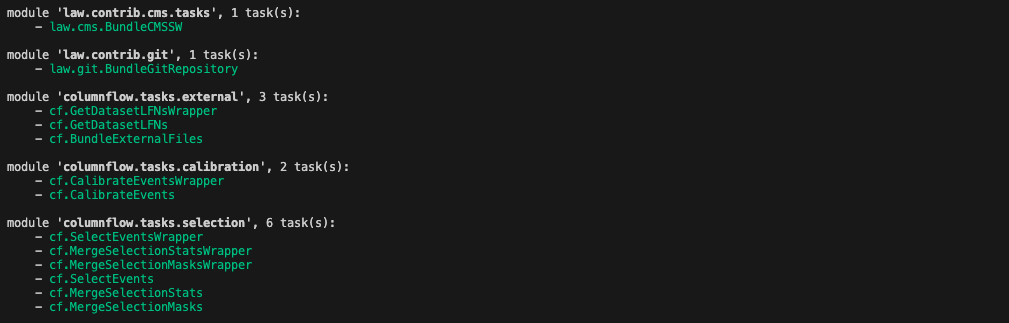 module 'law.contrib.cms.tasks', 1 task(s):
- law.cms.BundleCMSSW
module 'law.contrib.git', 1 task(s):
- law.git.BundleGitRepository
module 'columnflow.tasks.external', 3 task(s):
- cf.GetDatasetLFNsWrapper
- cf.GetDatasetLFNs
- cf.BundleExternalFiles
module 'columnflow.tasks.calibration', 2 task(s):
- cf.CalibrateEventsWrapper
- cf.CalibrateEvents
module 'columnflow.tasks.selection', 6 task(s):
- cf.SelectEventsWrapper
- cf.MergeSelectionStatsWrapper
- cf.MergeSelectionMasksWrapper
- cf.SelectEvents
- cf.MergeSelectionStats
- cf.MergeSelectionMasks